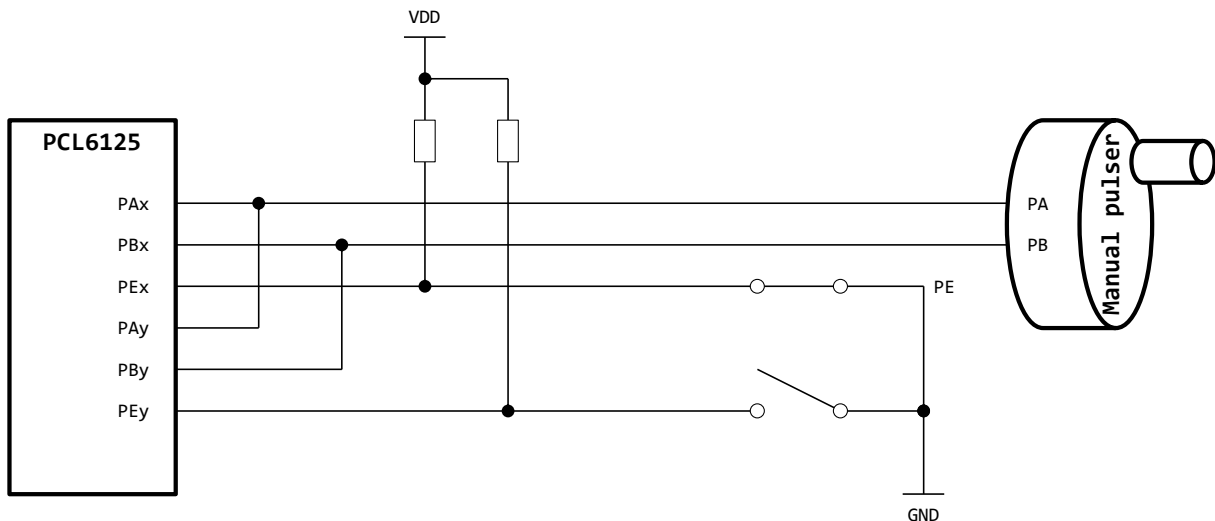 VDD
PCL6125
PAx
PBx
PEx
PAy
PBy
PEy
PA
PB
PE
Manual pulser
GND